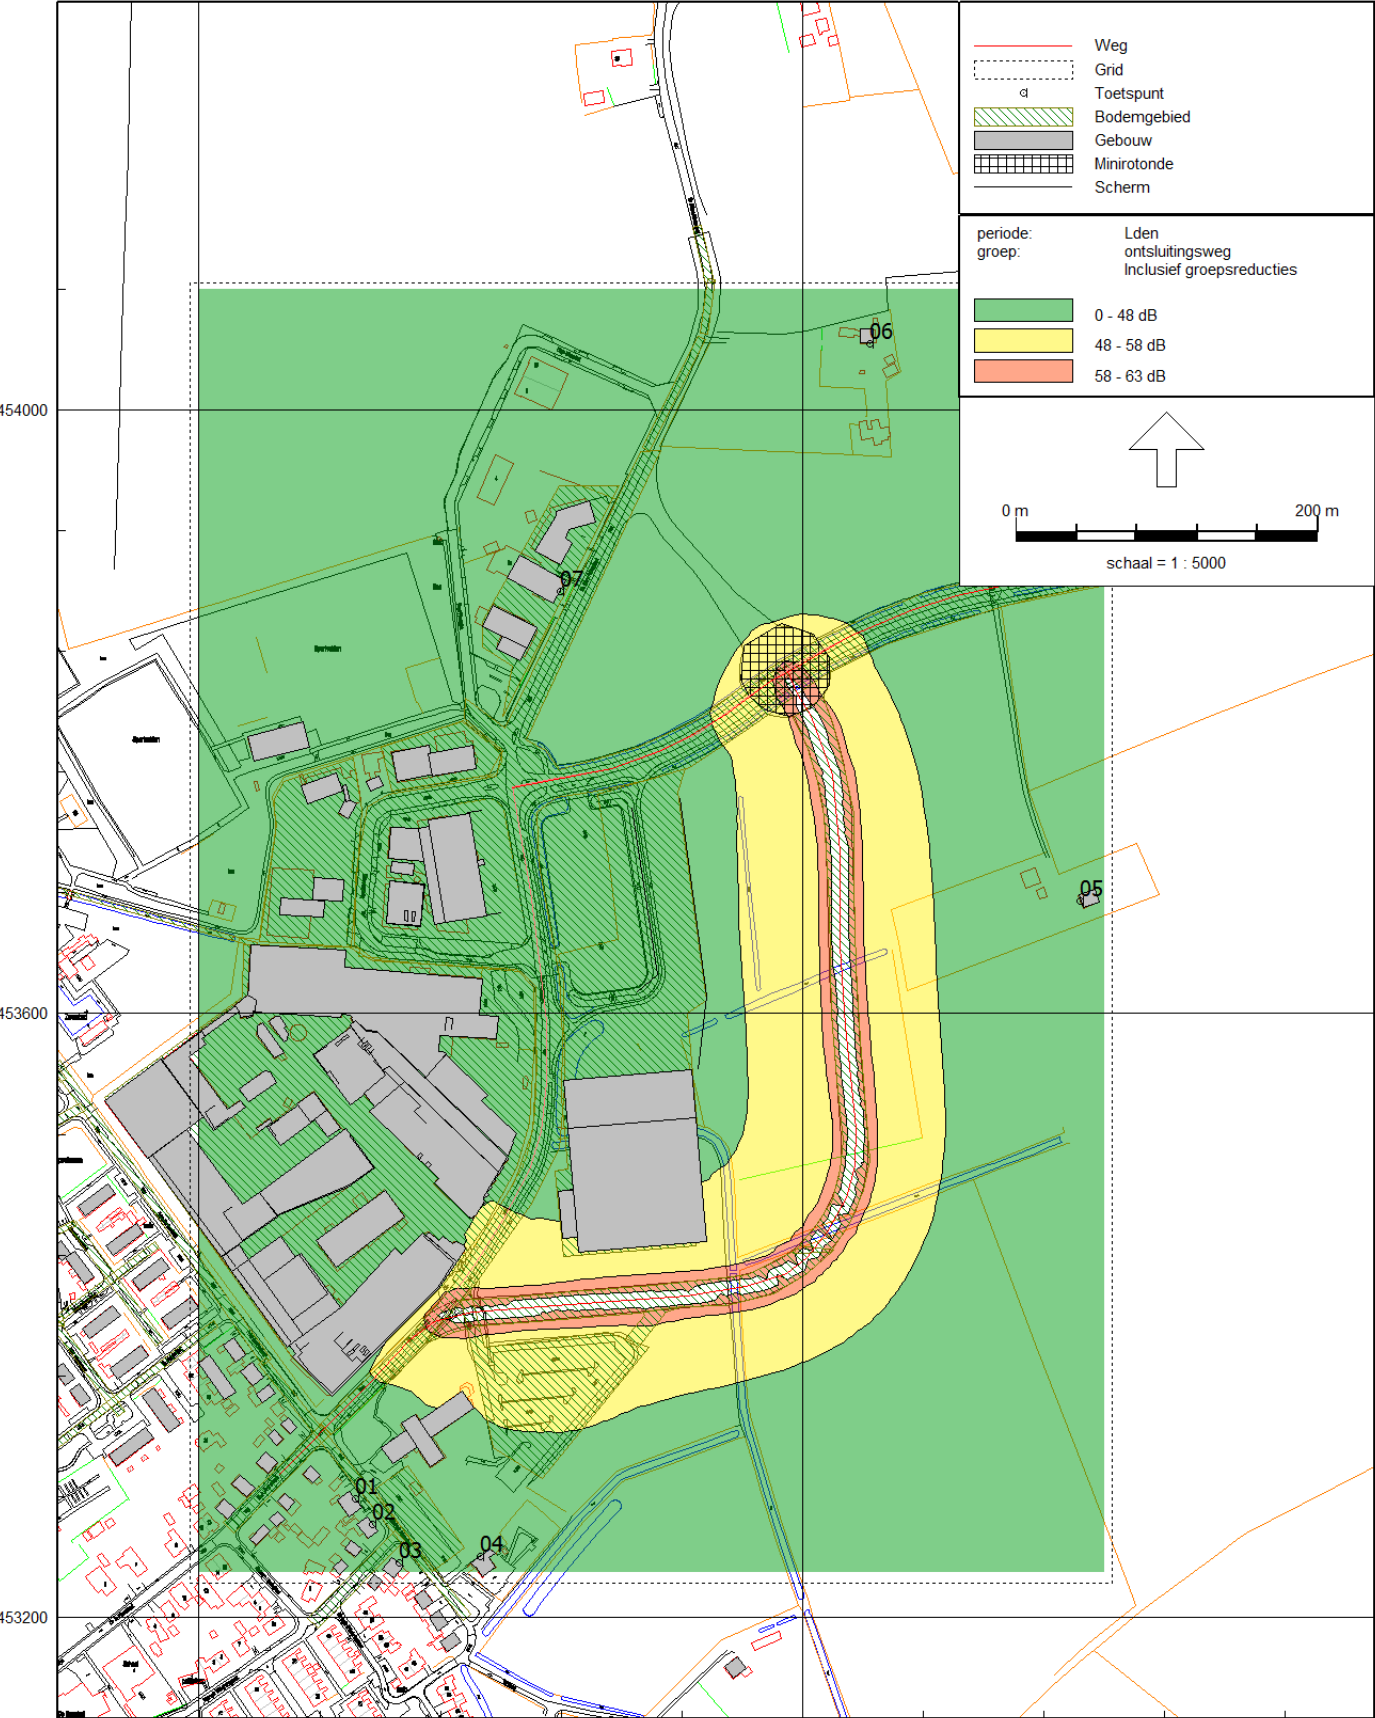 Weg
Grid
Toetspunt
Bodemgebied
Gebouw
Minirotonde
Scherm
periode: Lden
groep: ontsluitingsweg
Inclusief groepsreducties
0 - 48 dB
48 - 58 dB
58 - 63 dB
0 m 200 m
schaal = 1 : 5000
06
454000
07
05
453600
01
02
03
04
453200